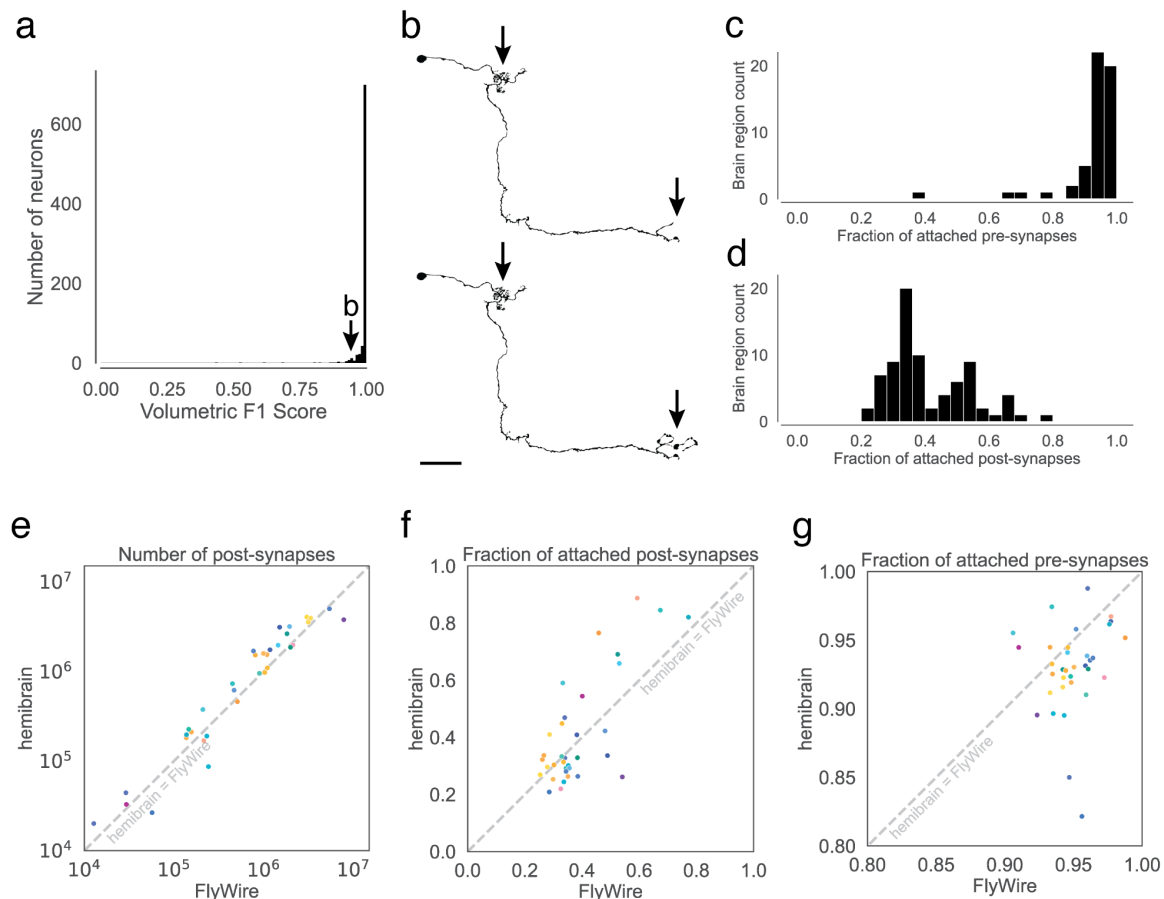 a
Number of neurons
600
400
200
0
b
0.00 0.25 0.50 0.75 1.00
Volumetric F1 Score
b
c
Brain region count
20
10
0
0.0 0.2 0.4 0.6 0.8 1.0
Fraction of attached pre-synapses
d
Brain region count
20
10
0
0.0 0.2 0.4 0.6 0.8 1.0
Fraction of attached post-synapses
e
Number of post-synapses
hemibrain
10⁷
10⁶
10⁵
10⁴
hemibrain = FlyWire
10⁴ 10⁵ 10⁶ 10⁷
FlyWire
f
Fraction of attached post-synapses
hemibrain
1.0
0.8
0.6
0.4
0.2
0.0
hemibrain = FlyWire
0.0 0.2 0.4 0.6 0.8 1.0
FlyWire
g
Fraction of attached pre-synapses
hemibrain
1.00
0.95
0.90
0.85
0.80
hemibrain = FlyWire
0.80 0.85 0.90 0.95 1.00
FlyWire